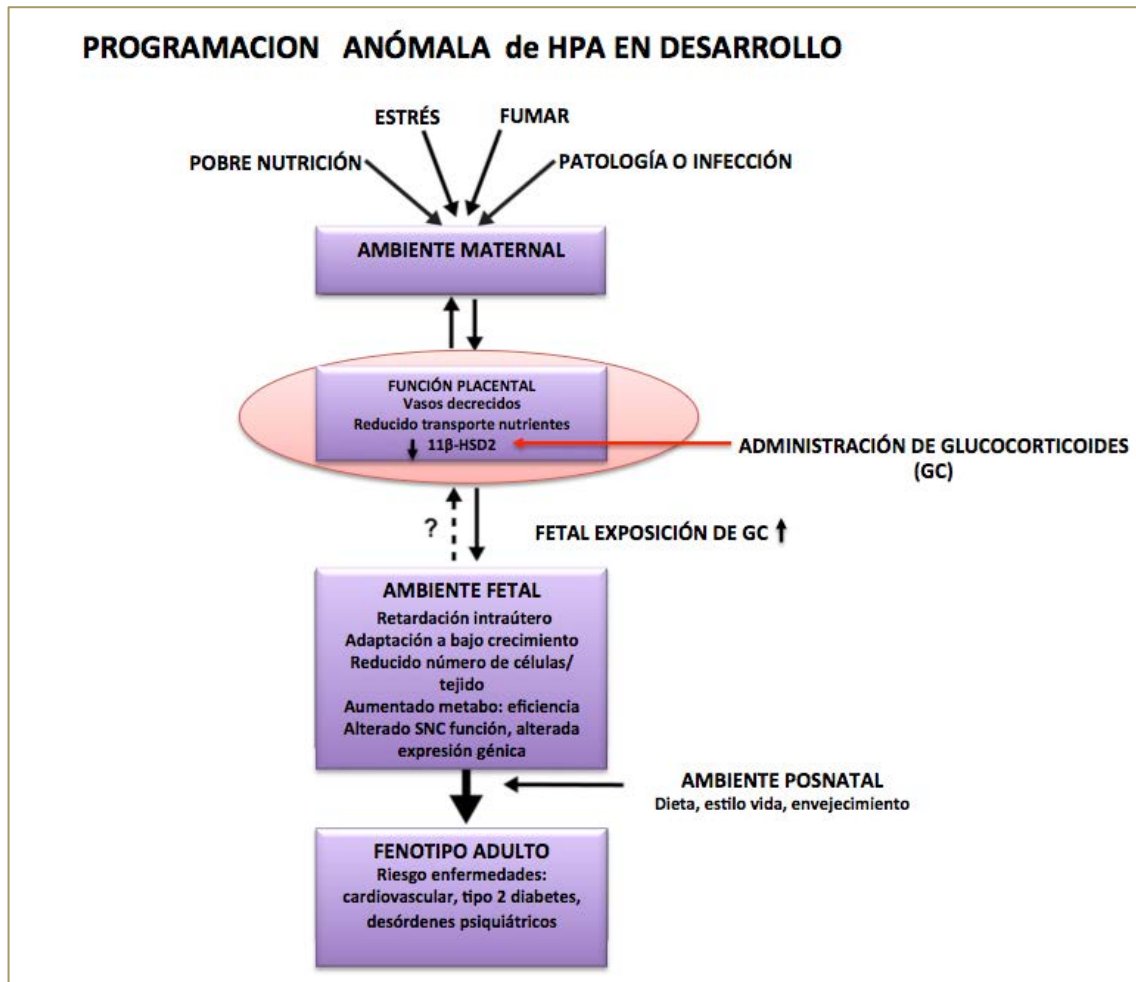 PROGRAMACION ANÓMALA de HPA EN DESARROLLO
ESTRÉS
FUMAR
POBRE NUTRICIÓN
PATOLOGÍA O INFECCIÓN
AMBIENTE MATERNAL
FUNCIÓN PLACENTAL
Vasos decrecidos
Reducido transporte nutrientes
↓ 11β-HSD2
ADMINISTRACIÓN DE GLUCOCORTICOIDES
(GC)
?
FETAL EXPOSICIÓN DE GC ↑
AMBIENTE FETAL
Retardación intraútero
Adaptación a bajo crecimiento
Reducido número de células/
tejido
Aumentado metabo: eficiencia
Alterado SNC función, alterada
expresión génica
AMBIENTE POSNATAL
Dieta, estilo vida, envejecimiento
FENOTIPO ADULTO
Riesgo enfermedades:
cardiovascular, tipo 2 diabetes,
desórdenes psiquiátricos